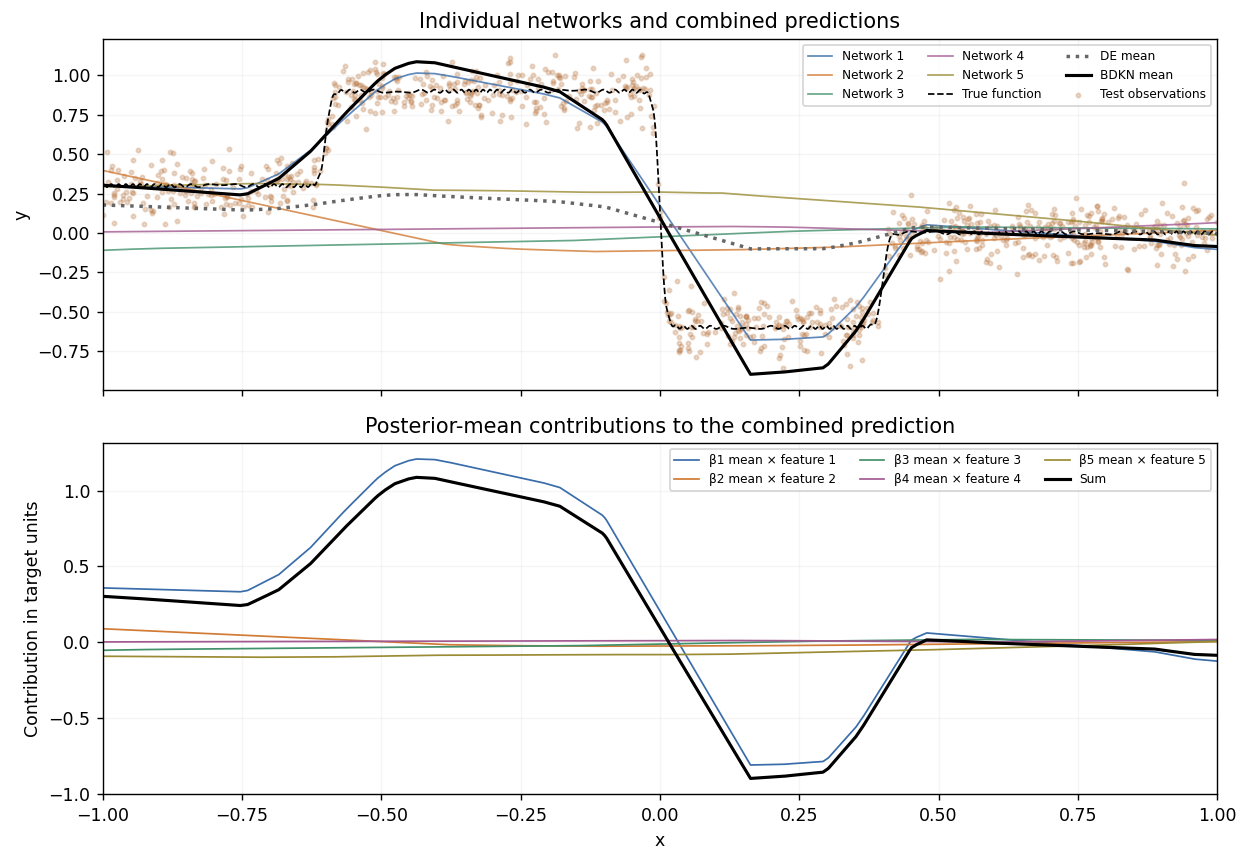 Individual networks and combined predictions
y
1.00
0.75
0.50
0.25
0.00
−0.25
−0.50
−0.75
Network 1
Network 2
Network 3
Network 4
Network 5
True function
DE mean
BDKN mean
Test observations
Posterior-mean contributions to the combined prediction
Contribution in target units
1.0
0.5
0.0
−0.5
−1.0
β1 mean × feature 1
β2 mean × feature 2
β3 mean × feature 3
β4 mean × feature 4
β5 mean × feature 5
Sum
−1.00 −0.75 −0.50 −0.25 0.00 0.25 0.50 0.75 1.00
x